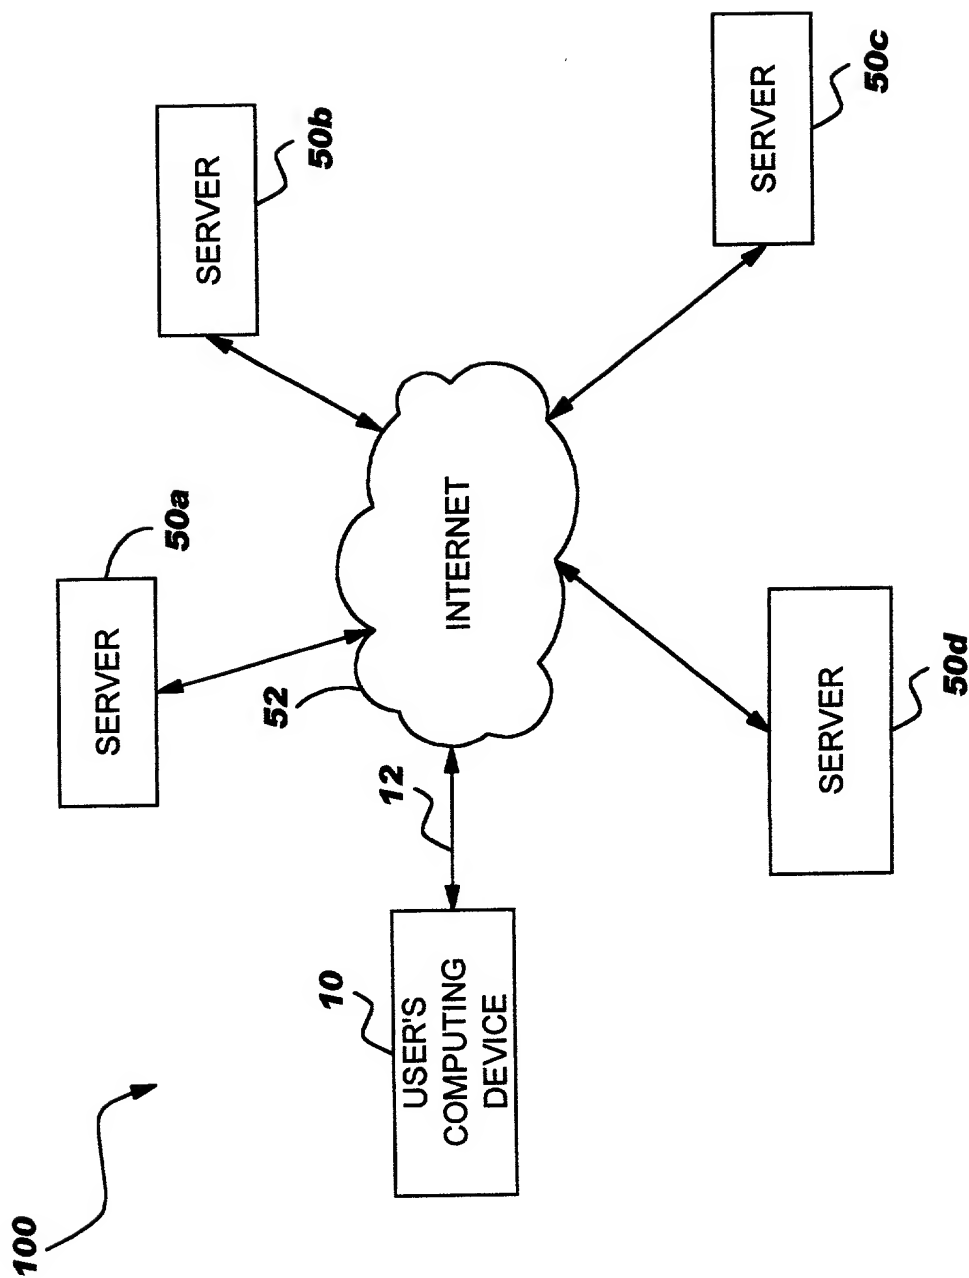 100
10
USER'S
COMPUTING
DEVICE
12
52
INTERNET
SERVER
50a
SERVER
50b
SERVER
50c
SERVER
50d